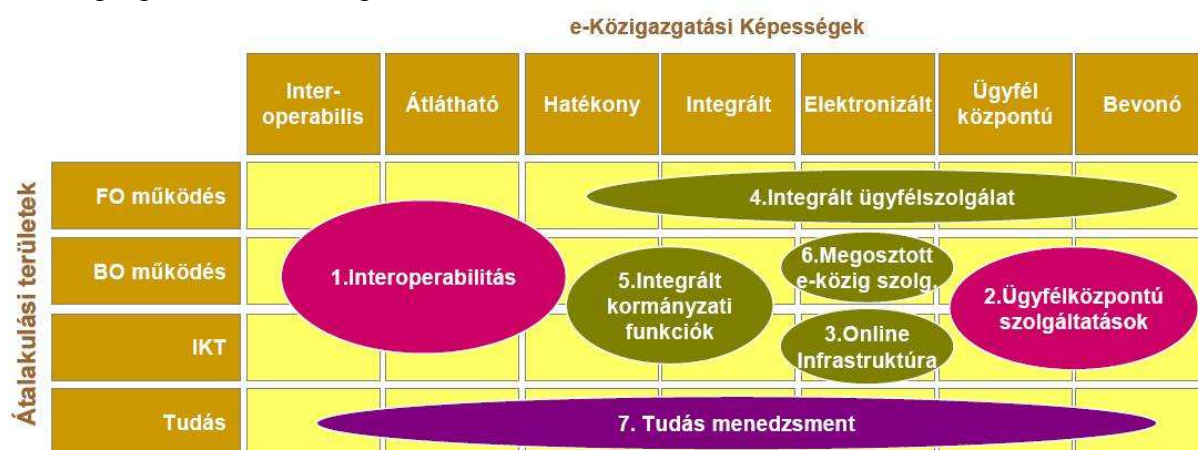 e-Közigazgatási Képességek
Inter-
operabilis
Átlátható
Hatékony
Integrált
Elektronizált
Ügyfél
központú
Bevonó
Átalakulási területek
FO működés
BO működés
IKT
Tudás
4.Integrált ügyfélszolgálat
1.Interoperabilitás
6.Megosztott
e-közig szolg.
5.Integrált
kormányzati
funkciók
2.Ügyfélközpontú
szolgáltatások
3.Online
Infrastruktúra
7. Tudás menedzsment